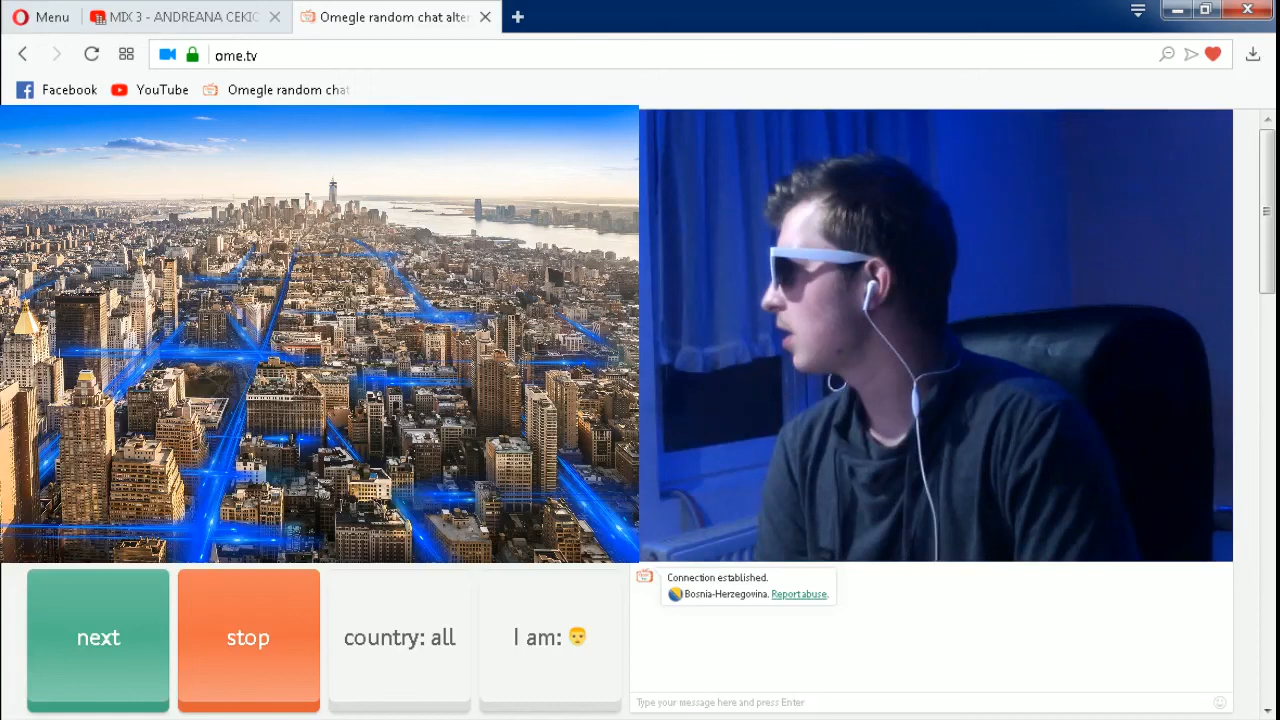 Menu
MIX 3 - ANDREANA CEKIC
Omegle random chat alter
ome.tv
Facebook
YouTube
Omegle random chat
next
stop
country: all
I am:
Connection established.
Bosnia-Herzegovina. Report abuse.
Type your message here and press Enter